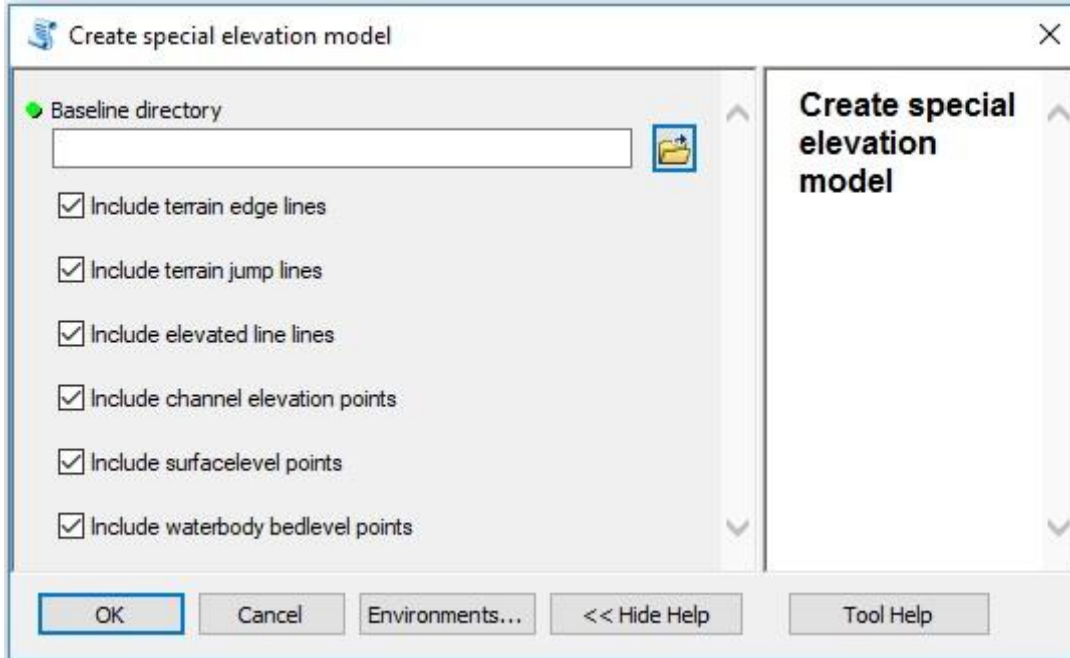 Create special elevation model
Baseline directory
Include terrain edge lines
Include terrain jump lines
Include elevated line lines
Include channel elevation points
Include surfacelevel points
Include waterbody bedlevel points
Create special
elevation
model
OK
Cancel
Environments...
<< Hide Help
Tool Help